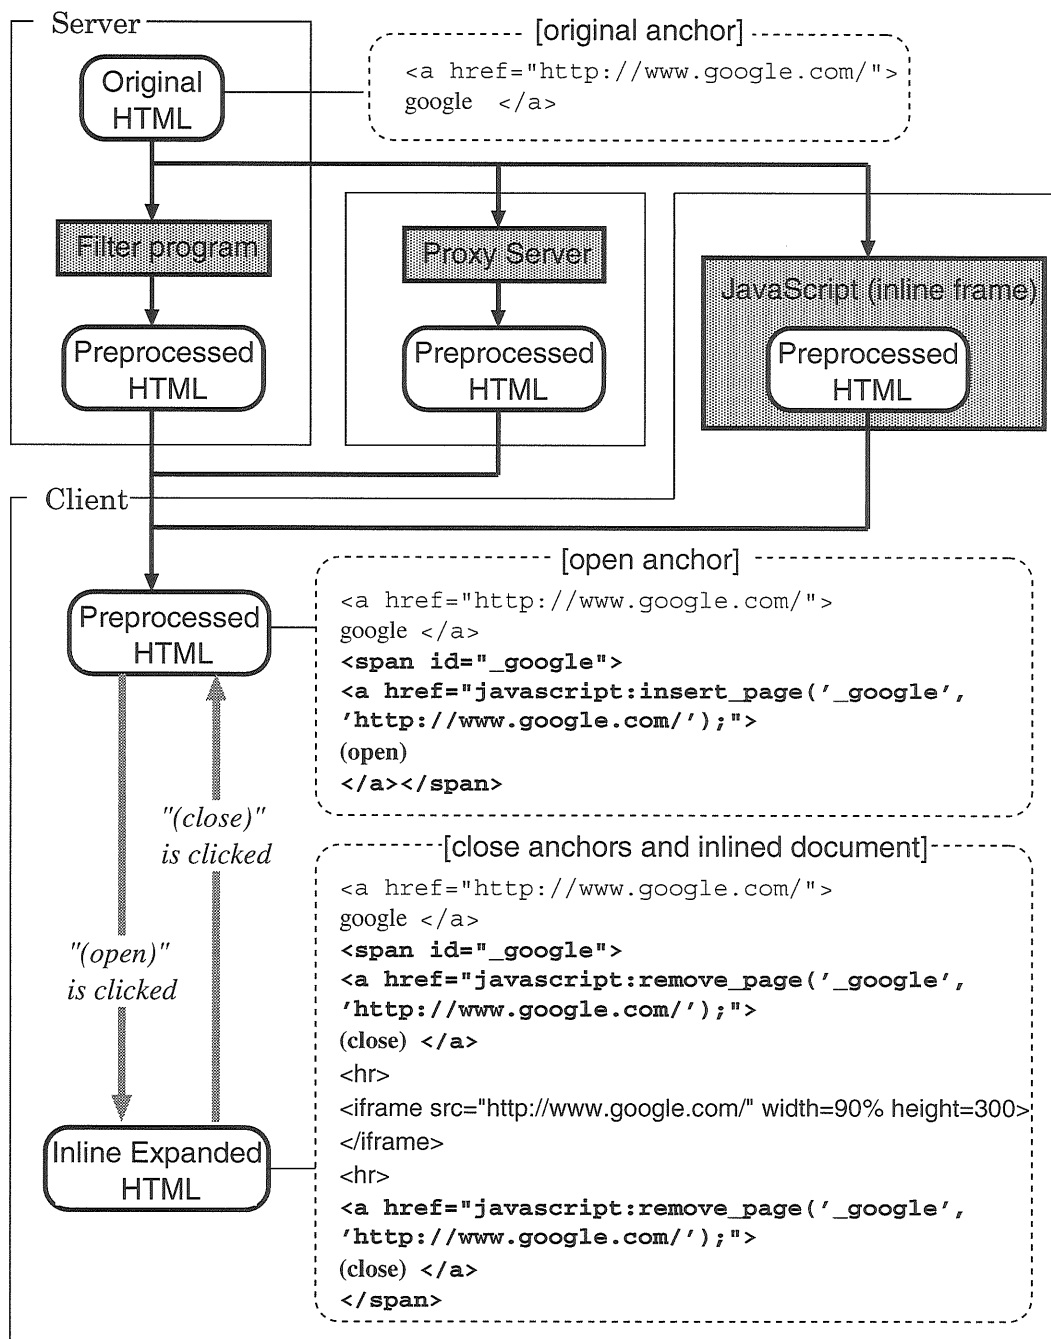 Server
[original anchor]
Original
HTML
<a href="http://www.google.com/">
google </a>
Filter program
Proxy Server
JavaScript (inline frame)
Preprocessed
HTML
Preprocessed
HTML
Preprocessed
HTML
Client
[open anchor]
Preprocessed
HTML
<a href="http://www.google.com/">
google </a>
<span id="_google">
<a href="javascript:insert_page('_google',
'http://www.google.com/');">
(open)
</a></span>
"(close)"
is clicked
"(open)"
is clicked
[close anchors and inlined document]
<a href="http://www.google.com/">
google </a>
<span id="_google">
<a href="javascript:remove_page('_google',
'http://www.google.com/');">
(close) </a>
<hr>
<iframe src="http://www.google.com/" width=90% height=300>
</iframe>
<hr>
<a href="javascript:remove_page('_google',
'http://www.google.com/');">
(close) </a>
</span>
Inline Expanded
HTML